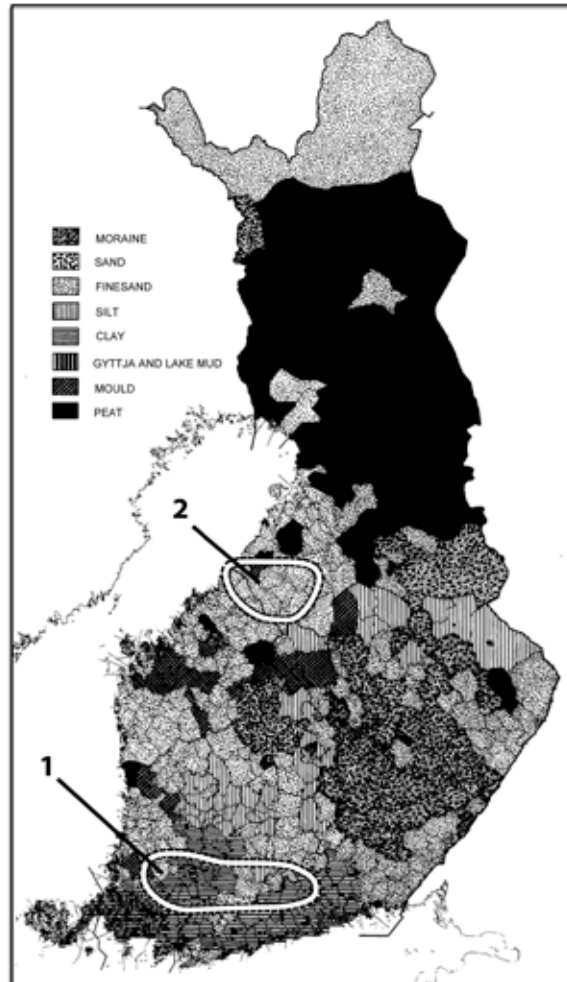 MORAINE
SAND
FINESAND
SILT
CLAY
GYTTJA AND LAKE MUD
MOULD
PEAT
2
1